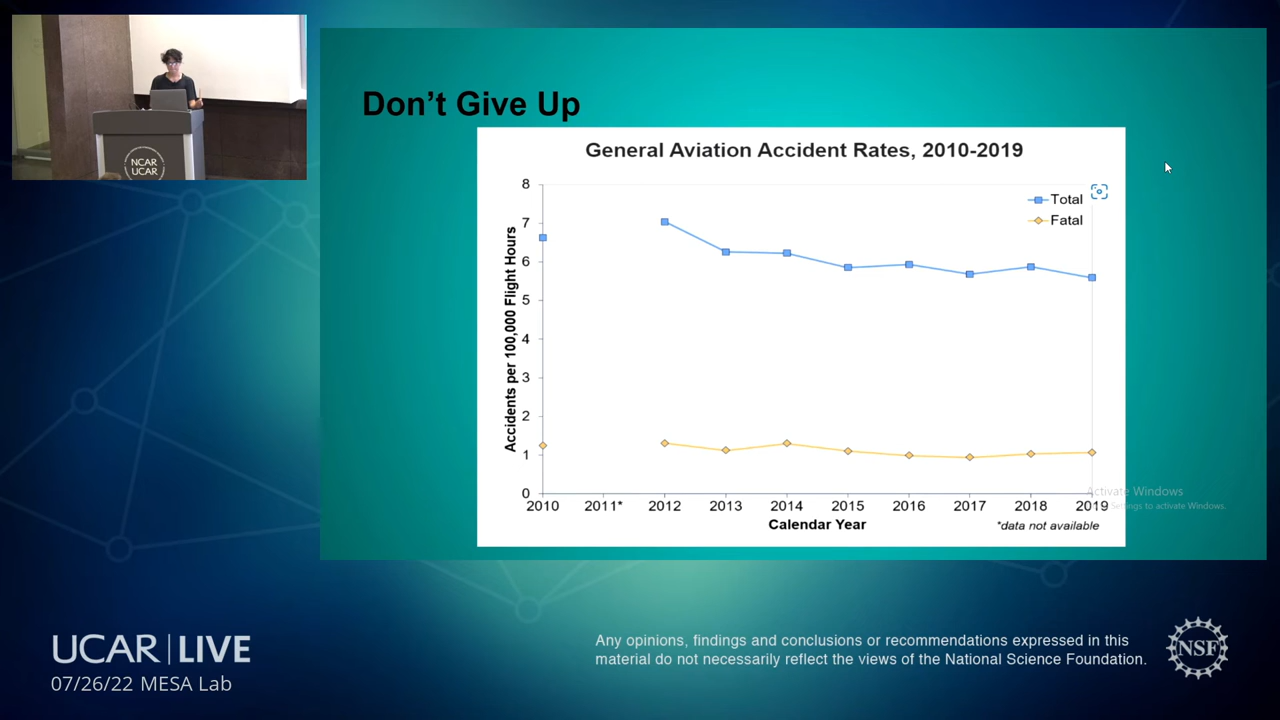 NCAR
UCAR
Don't Give Up
General Aviation Accident Rates, 2010-2019
Accidents per 100,000 Flight Hours
8
7
6
5
4
3
2
1
0
Total
Fatal
2010 2011* 2012 2013 2014 2015 2016 2017 2018 2019
Calendar Year
*data not available
Activate Windows
Settings to activate Windows.
UCAR | LIVE
07/26/22 MESA Lab
Any opinions, findings and conclusions or recommendations expressed in this
material do not necessarily reflect the views of the National Science Foundation.
NSF